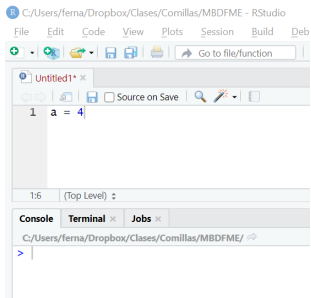 C:/Users/ferna/Dropbox/Clases/Comillas/MBDFME - RStudio
File Edit Code View Plots Session Build Deb
Go to file/function
Untitled1* ×
Source on Save
1 a = 4
1:6 (Top Level)
Console Terminal × Jobs ×
C:/Users/ferna/Dropbox/Clases/Comillas/MBDFME/
>